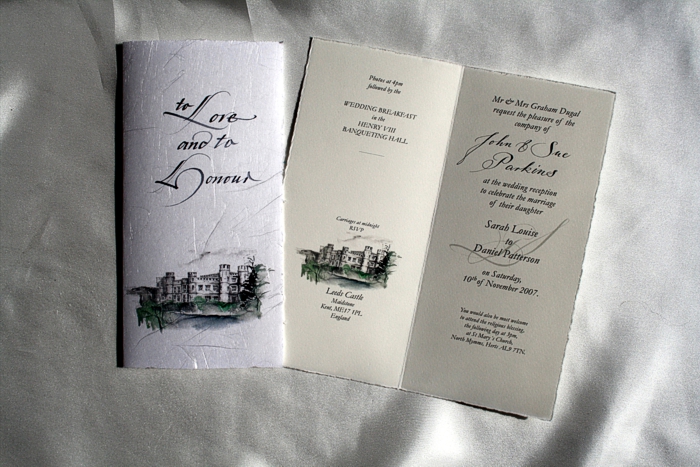 to Love
and to
Honour
Photos at 4pm
followed by the
WEDDING BREAKFAST
in the
HENRY VIII
BANQUETING HALL
Carriages at midnight
RSVP
Leeds Castle
Maidstone
Kent, ME17 1PL
England
Mr & Mrs Graham Dugal
request the pleasure of the
company of
John & Sue
Parkins
at the wedding reception
to celebrate the marriage
of their daughter
Sarah Louise
to
Daniel Patterson
on Saturday,
10th of November 2007.
You would also be most welcome
to attend the religious blessing,
the following day at 3pm,
at St Mary's Church,
North Mymms, Herts AL9 7TN.